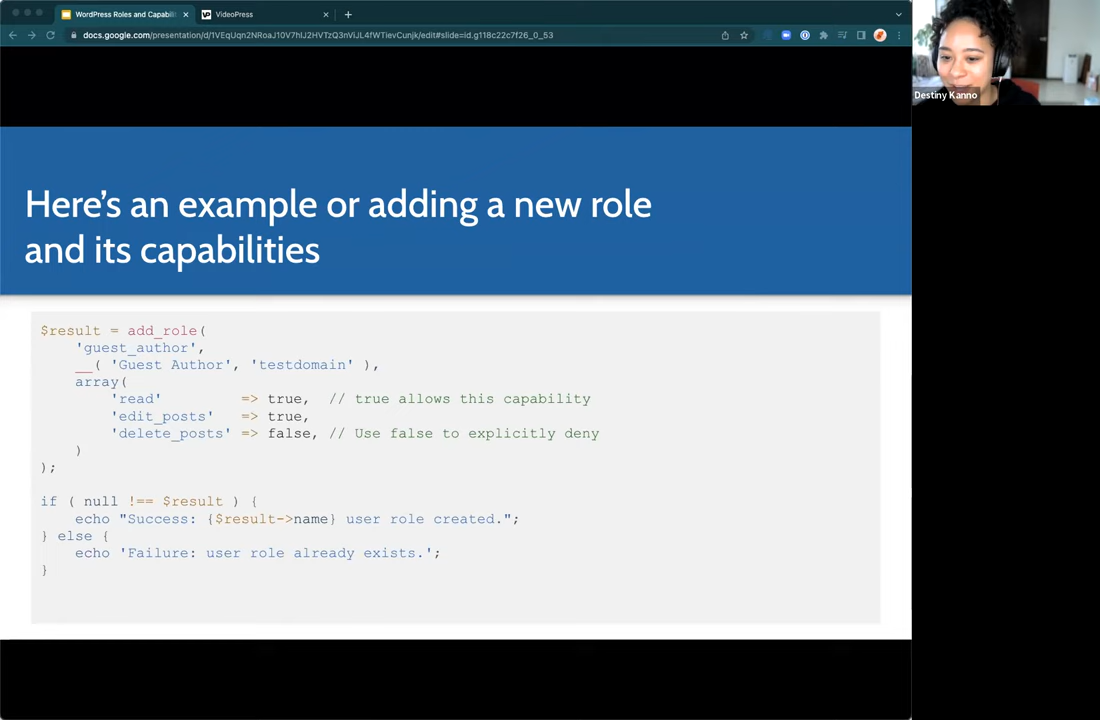 WordPress Roles and Capabili
VideoPress
docs.google.com/presentation/d/1VEqUqn2NRoaJ10V7hIJ2HVTzQ3nViJL4fWTievCunjk/edit#slide=id.g118c22c7f26_0_53
Destiny Kanno
Here's an example or adding a new role
and its capabilities
$result = add_role(
    'guest_author',
    __( 'Guest Author', 'testdomain' ),
    array(
        'read'         => true,  // true allows this capability
        'edit_posts'   => true,
        'delete_posts' => false, // Use false to explicitly deny
    )
);
if ( null !== $result ) {
    echo "Success: {$result->name} user role created.";
} else {
    echo 'Failure: user role already exists.';
}